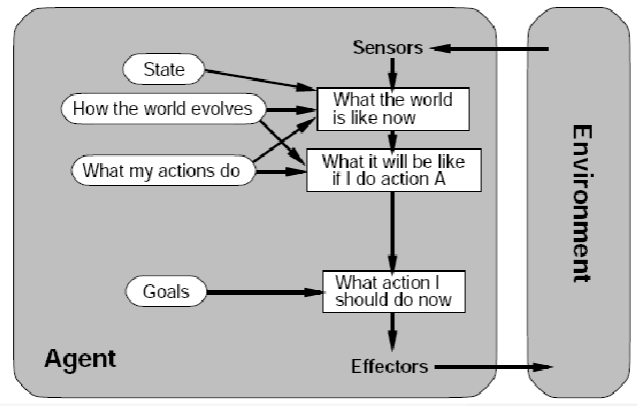 Sensors
State
What the world
is like now
How the world evolves
What it will be like
if I do action A
What my actions do
Environment
Goals
What action I
should do now
Agent
Effectors